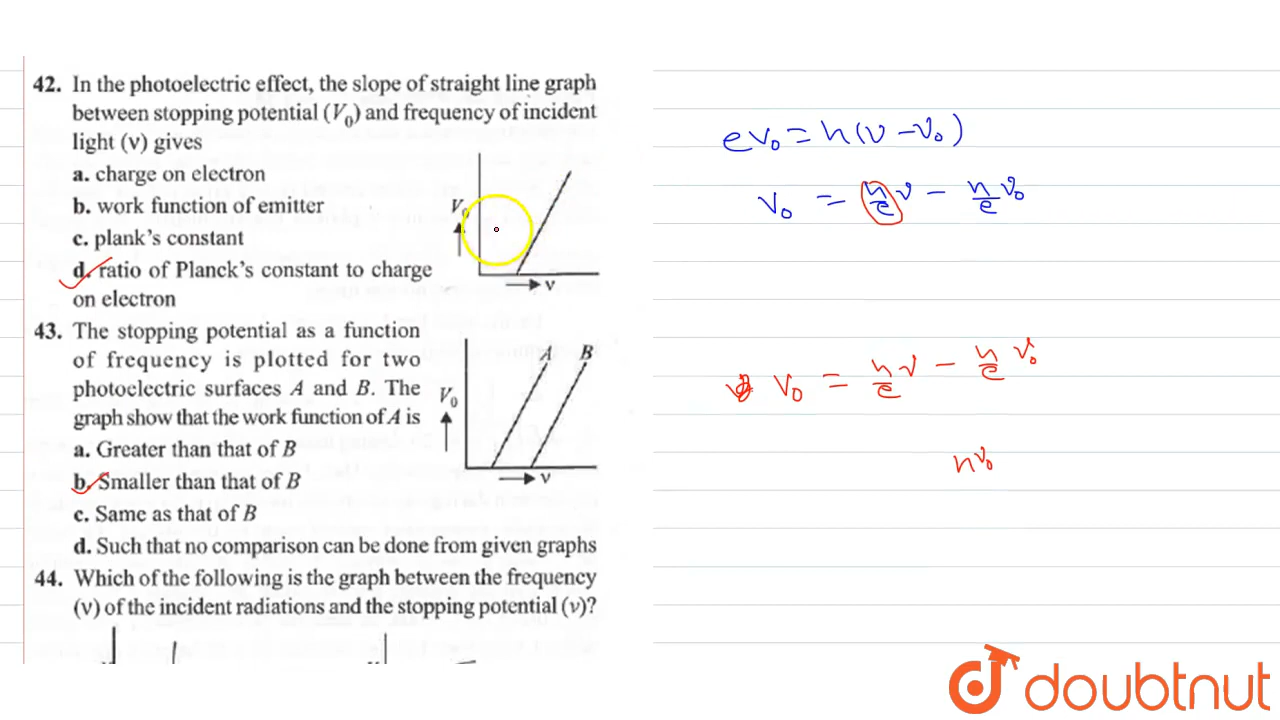 42. In the photoelectric effect, the slope of straight line graph
between stopping potential (V₀) and frequency of incident
light (ν) gives
a. charge on electron
b. work function of emitter
c. plank's constant
d. ratio of Planck's constant to charge
on electron
V₀
ν
43. The stopping potential as a function
of frequency is plotted for two
photoelectric surfaces A and B. The
graph show that the work function of A is
a. Greater than that of B
b. Smaller than that of B
c. Same as that of B
d. Such that no comparison can be done from given graphs
A B
V₀
ν
44. Which of the following is the graph between the frequency
(ν) of the incident radiations and the stopping potential (ν)?
eV₀ = h(ν - ν₀)
V₀ = h/e ν - h/e ν₀
V₀ = h/e ν - h/e ν₀
hν₀
doubtnut